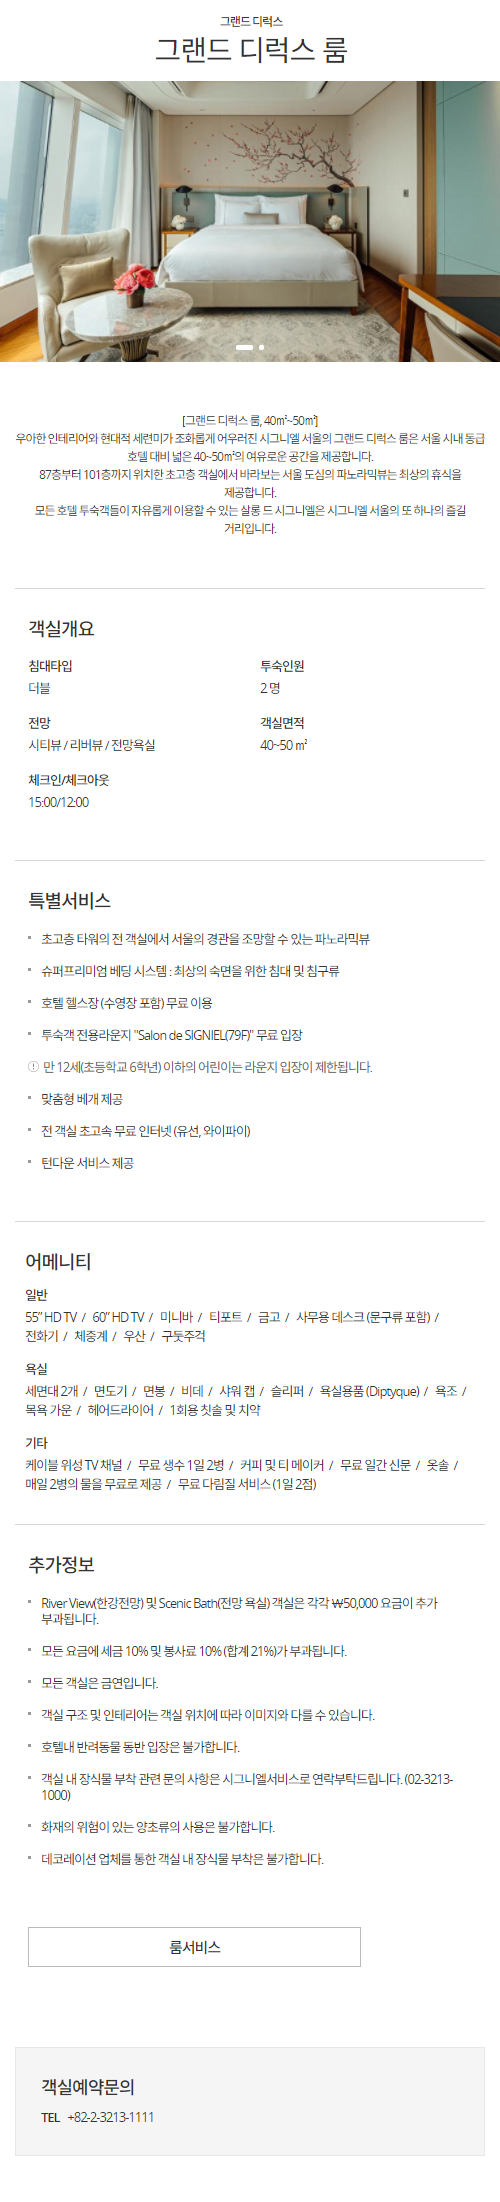 그랜드 디럭스
그랜드 디럭스 룸
[그랜드 디럭스 룸, 40㎡~50㎡]
우아한 인테리어와 현대적 세련미가 조화롭게 어우러진 시그니엘 서울의 그랜드 디럭스 룸은 서울 시내 동급
호텔 대비 넓은 40~50㎡의 여유로운 공간을 제공합니다.
87층부터 101층까지 위치한 초고층 객실에서 바라보는 서울 도심의 파노라믹뷰는 최상의 휴식을
제공합니다.
모든 호텔 투숙객들이 자유롭게 이용할 수 있는 살롱 드 시그니엘은 시그니엘 서울의 또 하나의 즐길
거리입니다.
객실개요
침대타입
더블
투숙인원
2 명
전망
시티뷰 / 리버뷰 / 전망욕실
객실면적
40~50 ㎡
체크인/체크아웃
15:00/12:00
특별서비스
초고층 타워의 전 객실에서 서울의 경관을 조망할 수 있는 파노라믹뷰
슈퍼프리미엄 베딩 시스템 : 최상의 숙면을 위한 침대 및 침구류
호텔 헬스장 (수영장 포함) 무료 이용
투숙객 전용라운지 "Salon de SIGNIEL(79F)" 무료 입장
만 12세(초등학교 6학년) 이하의 어린이는 라운지 입장이 제한됩니다.
맞춤형 베개 제공
전 객실 초고속 무료 인터넷 (유선, 와이파이)
턴다운 서비스 제공
어메니티
일반
55” HD TV / 60” HD TV / 미니바 / 티포트 / 금고 / 사무용 데스크 (문구류 포함) /
전화기 / 체중계 / 우산 / 구둣주걱
욕실
세면대 2개 / 면도기 / 면봉 / 비데 / 샤워 캡 / 슬리퍼 / 욕실용품 (Diptyque) / 욕조 /
목욕 가운 / 헤어드라이어 / 1회용 칫솔 및 치약
기타
케이블 위성 TV 채널 / 무료 생수 1일 2병 / 커피 및 티 메이커 / 무료 일간 신문 / 옷솔 /
매일 2병의 물을 무료로 제공 / 무료 다림질 서비스 (1일 2점)
추가정보
River View(한강전망) 및 Scenic Bath(전망 욕실) 객실은 각각 ₩50,000 요금이 추가
부과됩니다.
모든 요금에 세금 10% 및 봉사료 10% (합계 21%)가 부과됩니다.
모든 객실은 금연입니다.
객실 구조 및 인테리어는 객실 위치에 따라 이미지와 다를 수 있습니다.
호텔내 반려동물 동반 입장은 불가합니다.
객실 내 장식물 부착 관련 문의 사항은 시그니엘서비스로 연락부탁드립니다. (02-3213-
1000)
화재의 위험이 있는 양초류의 사용은 불가합니다.
데코레이션 업체를 통한 객실 내 장식물 부착은 불가합니다.
룸서비스
객실예약문의
TEL +82-2-3213-1111